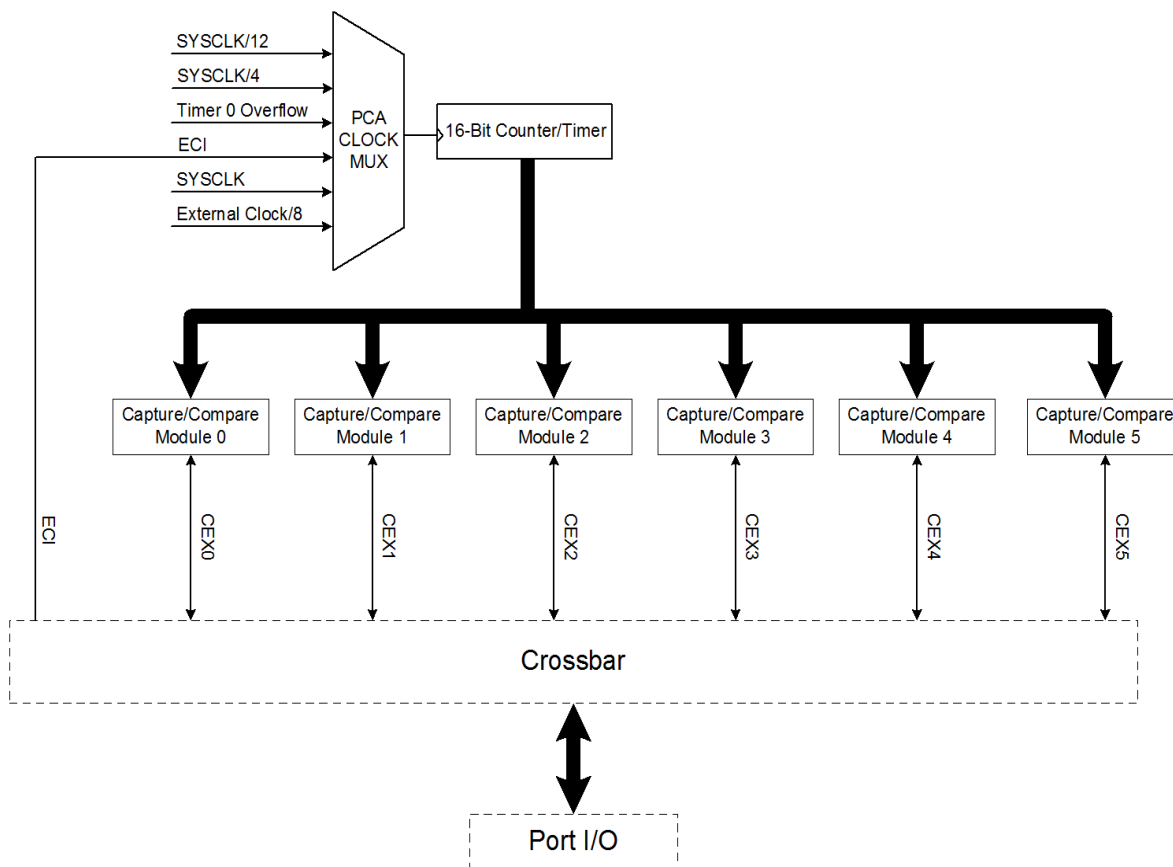 SYSCLK/12
SYSCLK/4
Timer 0 Overflow
ECI
SYSCLK
External Clock/8
PCA
CLOCK
MUX
16-Bit Counter/Timer
Capture/Compare
Module 0
Capture/Compare
Module 1
Capture/Compare
Module 2
Capture/Compare
Module 3
Capture/Compare
Module 4
Capture/Compare
Module 5
ECI
CEX0
CEX1
CEX2
CEX3
CEX4
CEX5
Crossbar
Port I/O